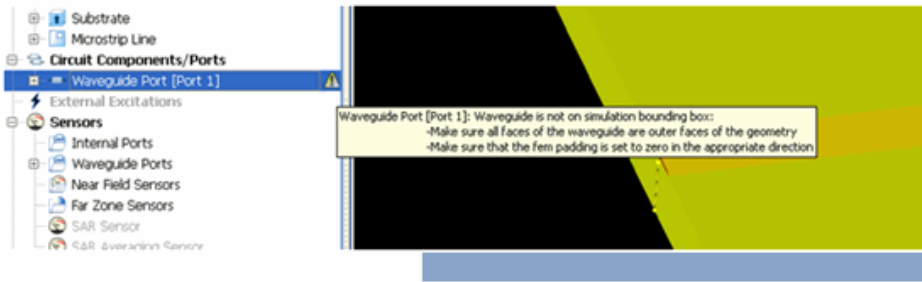 Substrate
Microstrip Line
Circuit Components/Ports
Waveguide Port [Port 1]
External Excitations
Sensors
Internal Ports
Waveguide Ports
Near Field Sensors
Far Zone Sensors
SAR Sensor
SAR Averaging Sensor
Waveguide Port [Port 1]: Waveguide is not on simulation bounding box:
-Make sure all faces of the waveguide are outer faces of the geometry
-Make sure that the fem padding is set to zero in the appropriate direction